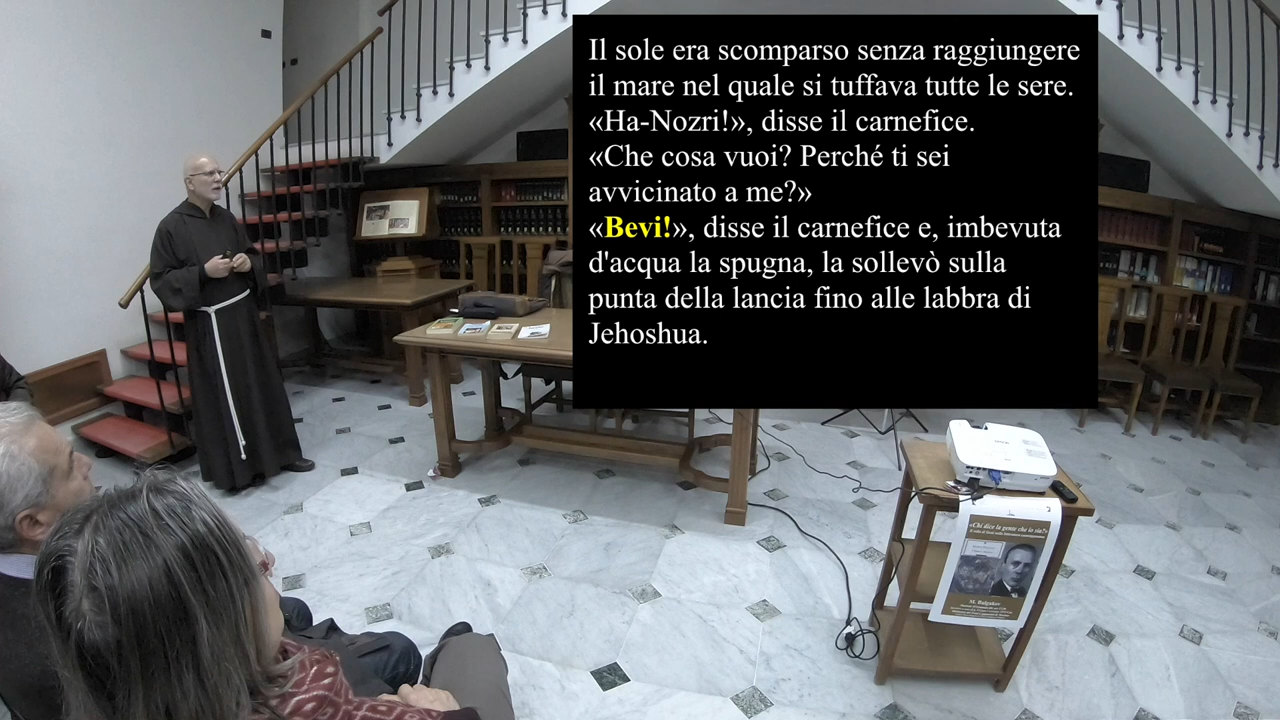 Il sole era scomparso senza raggiungere
il mare nel quale si tuffava tutte le sere.
«Ha-Nozri!», disse il carnefice.
«Che cosa vuoi? Perché ti sei
avvicinato a me?»
«Bevi!», disse il carnefice e, imbevuta
d'acqua la spugna, la sollevò sulla
punta della lancia fino alle labbra di
Jehoshua.
«Chi dice la gente che io sia?»
M. Bulgakov